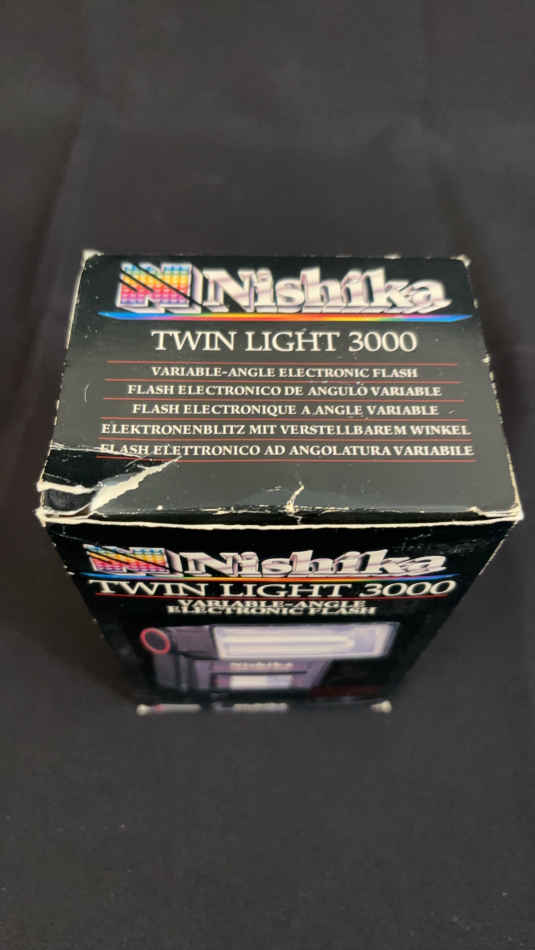 Nishika
TWIN LIGHT 3000
VARIABLE-ANGLE ELECTRONIC FLASH
FLASH ELECTRONICO DE ANGULO VARIABLE
FLASH ELECTRONIQUE A ANGLE VARIABLE
ELEKTRONENBLITZ MIT VERSTELLBAREM WINKEL
FLASH ELETTRONICO AD ANGOLATURA VARIABILE
Nishika
TWIN LIGHT 3000
VARIABLE-ANGLE
ELECTRONIC FLASH
Nishika